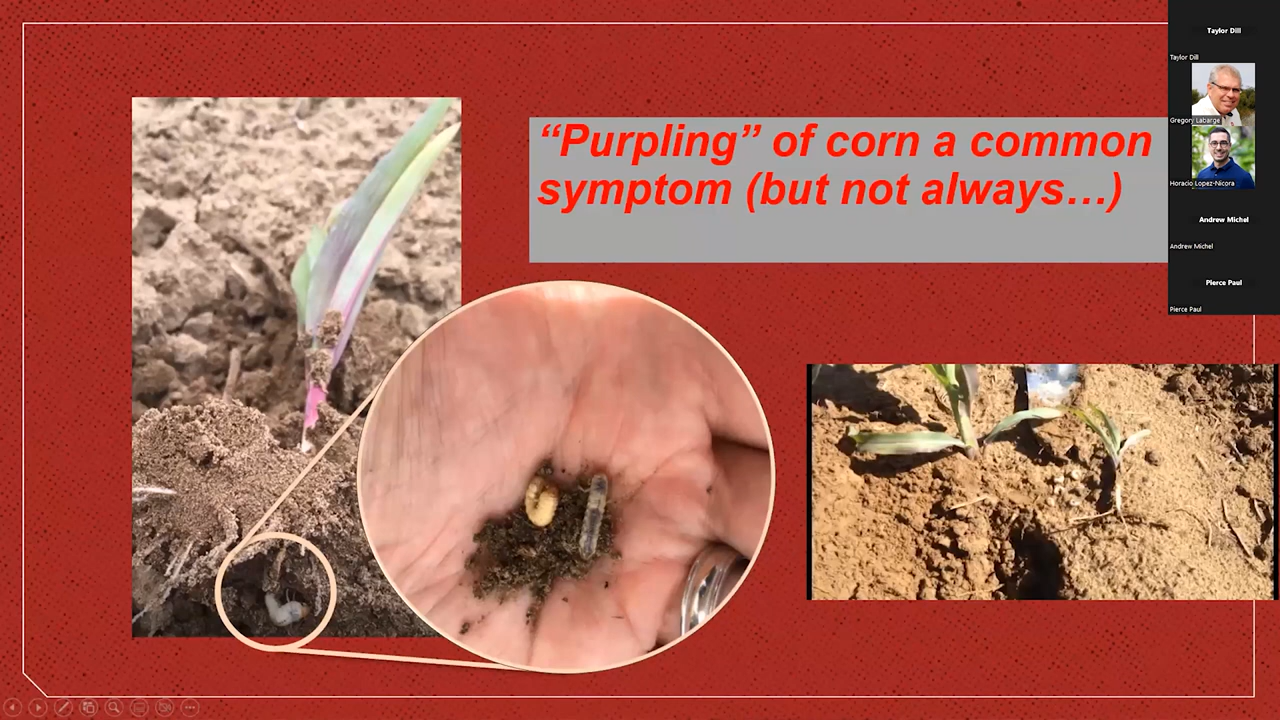 “Purpling” of corn a common
symptom (but not always…)
Taylor Dill
Taylor Dill
Gregory Labarge
Horacio Lopez-Nicora
Andrew Michel
Andrew Michel
Pierce Paul
Pierce Paul